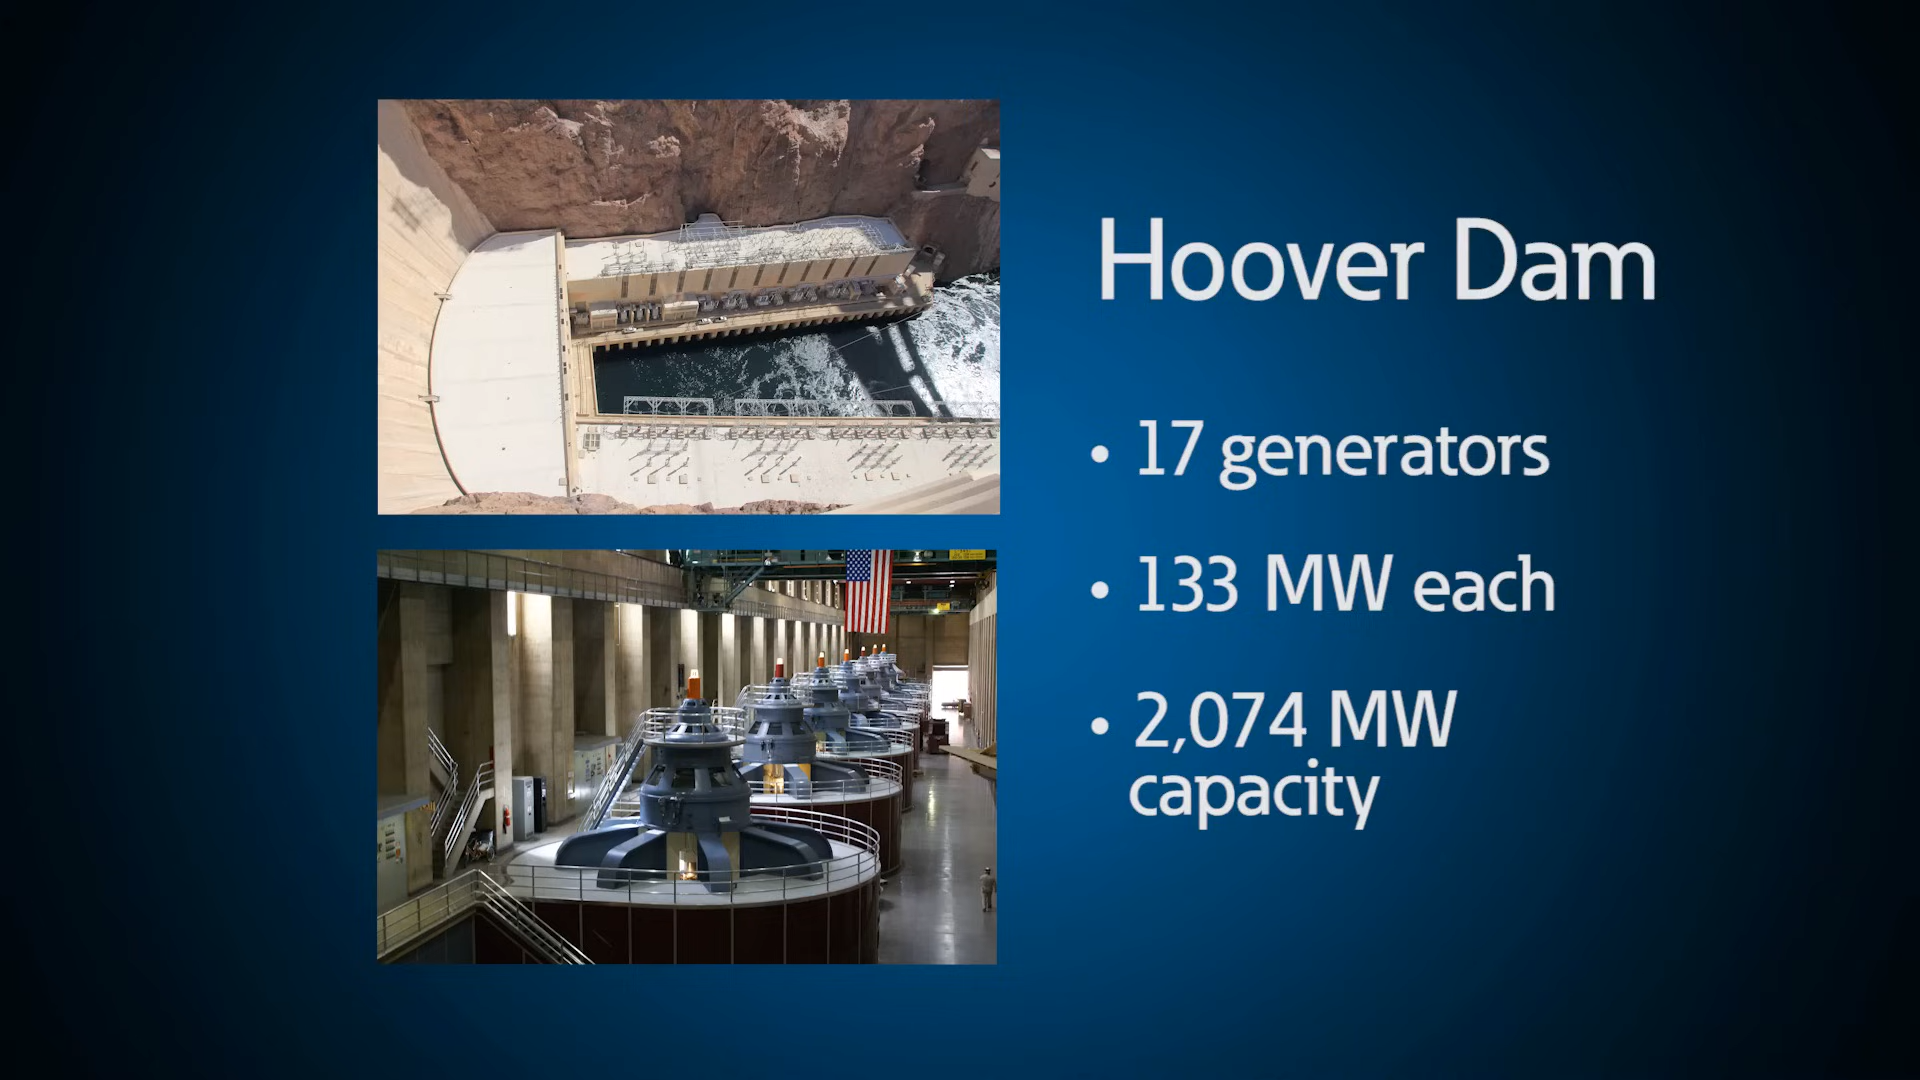 Hoover Dam
• 17 generators
• 133 MW each
• 2,074 MW
capacity